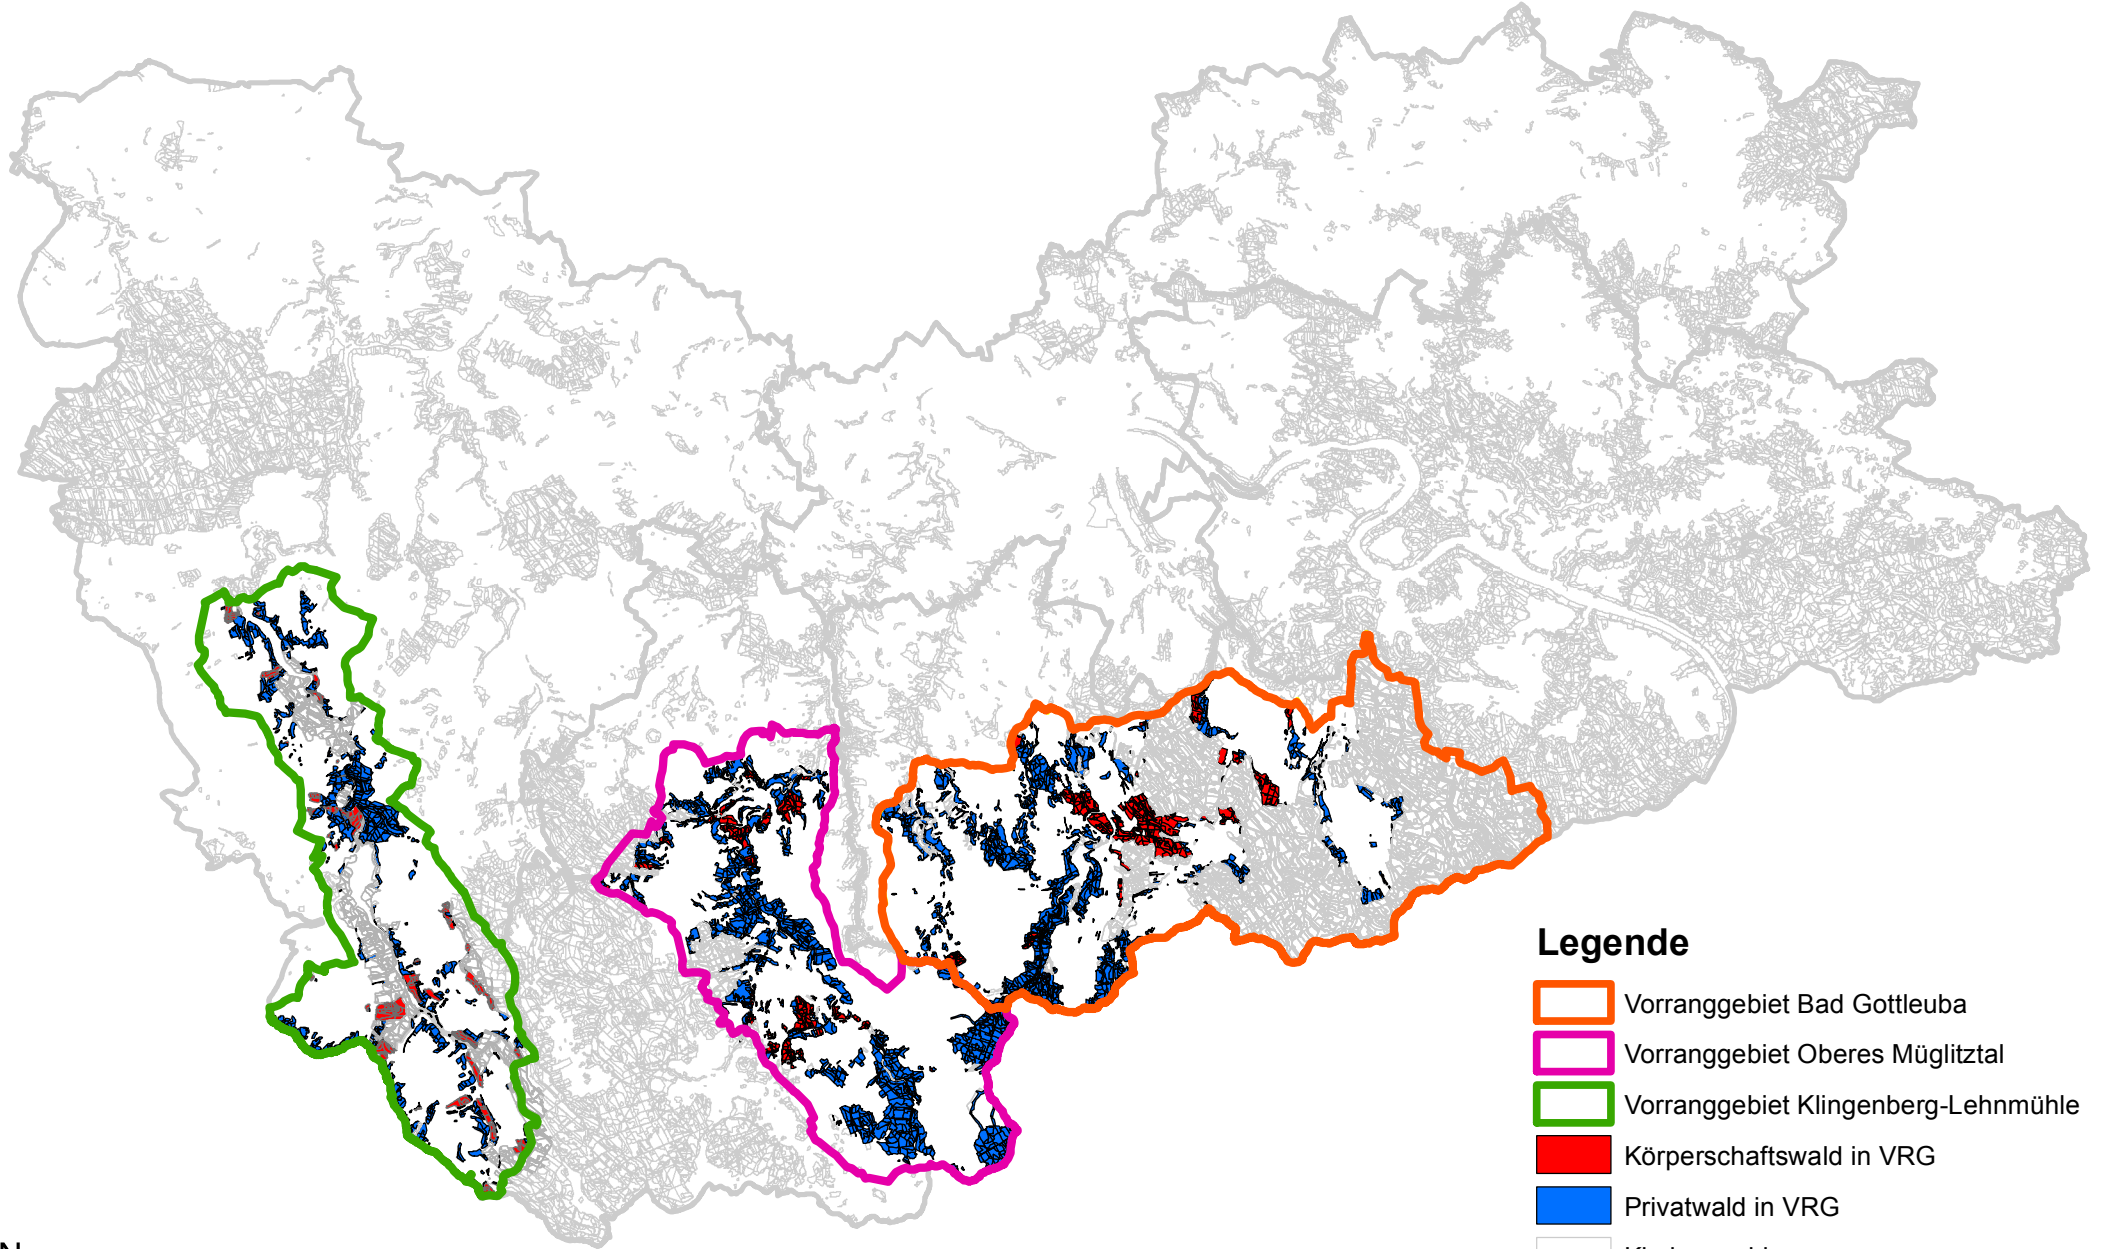 Legende
Vorranggebiet Bad Gottleuba
Vorranggebiet Oberes Müglitztal
Vorranggebiet Klingenberg-Lehnmühle
Körperschaftswald in VRG
Privatwald in VRG
N